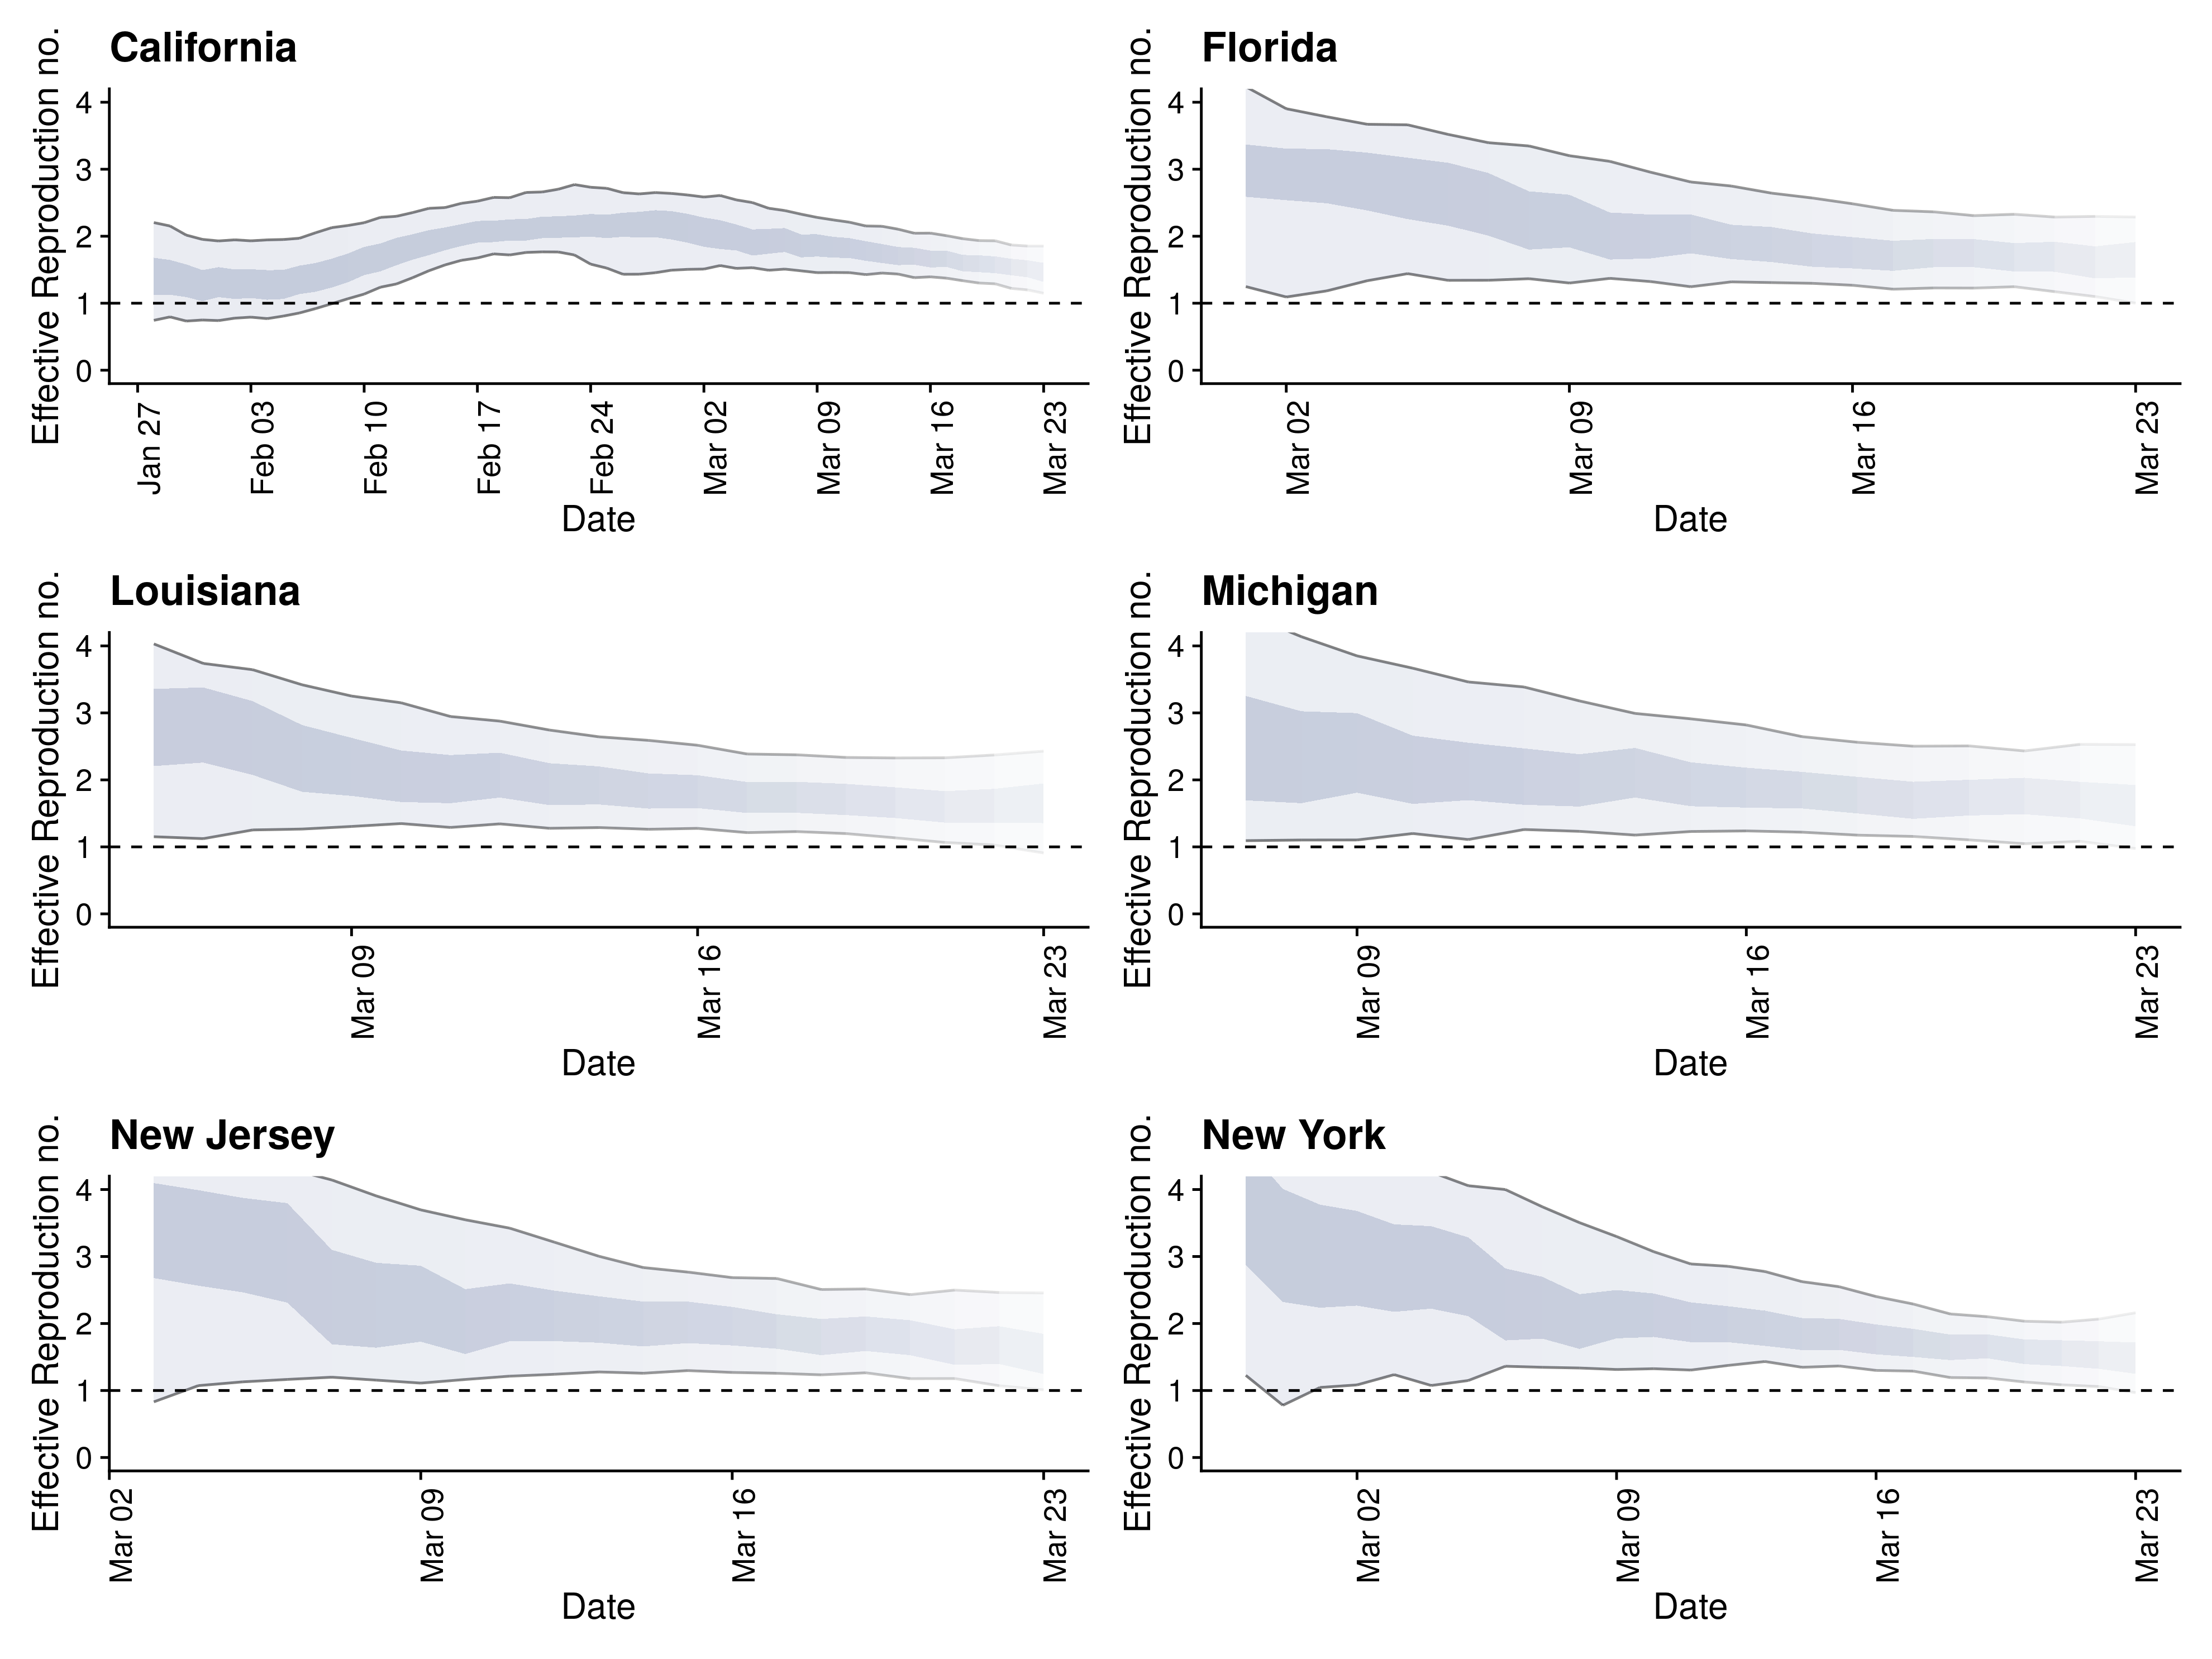 California
Effective Reproduction no.
4
3
2
1
0
Jan 27
Feb 03
Feb 10
Feb 17
Feb 24
Mar 02
Mar 09
Mar 16
Mar 23
Date
Florida
Effective Reproduction no.
4
3
2
1
0
Mar 02
Mar 09
Mar 16
Mar 23
Date
Louisiana
Effective Reproduction no.
4
3
2
1
0
Mar 09
Mar 16
Mar 23
Date
Michigan
Effective Reproduction no.
4
3
2
1
0
Mar 09
Mar 16
Mar 23
Date
New Jersey
Effective Reproduction no.
4
3
2
1
0
Mar 02
Mar 09
Mar 16
Mar 23
Date
New York
Effective Reproduction no.
4
3
2
1
0
Mar 02
Mar 09
Mar 16
Mar 23
Date